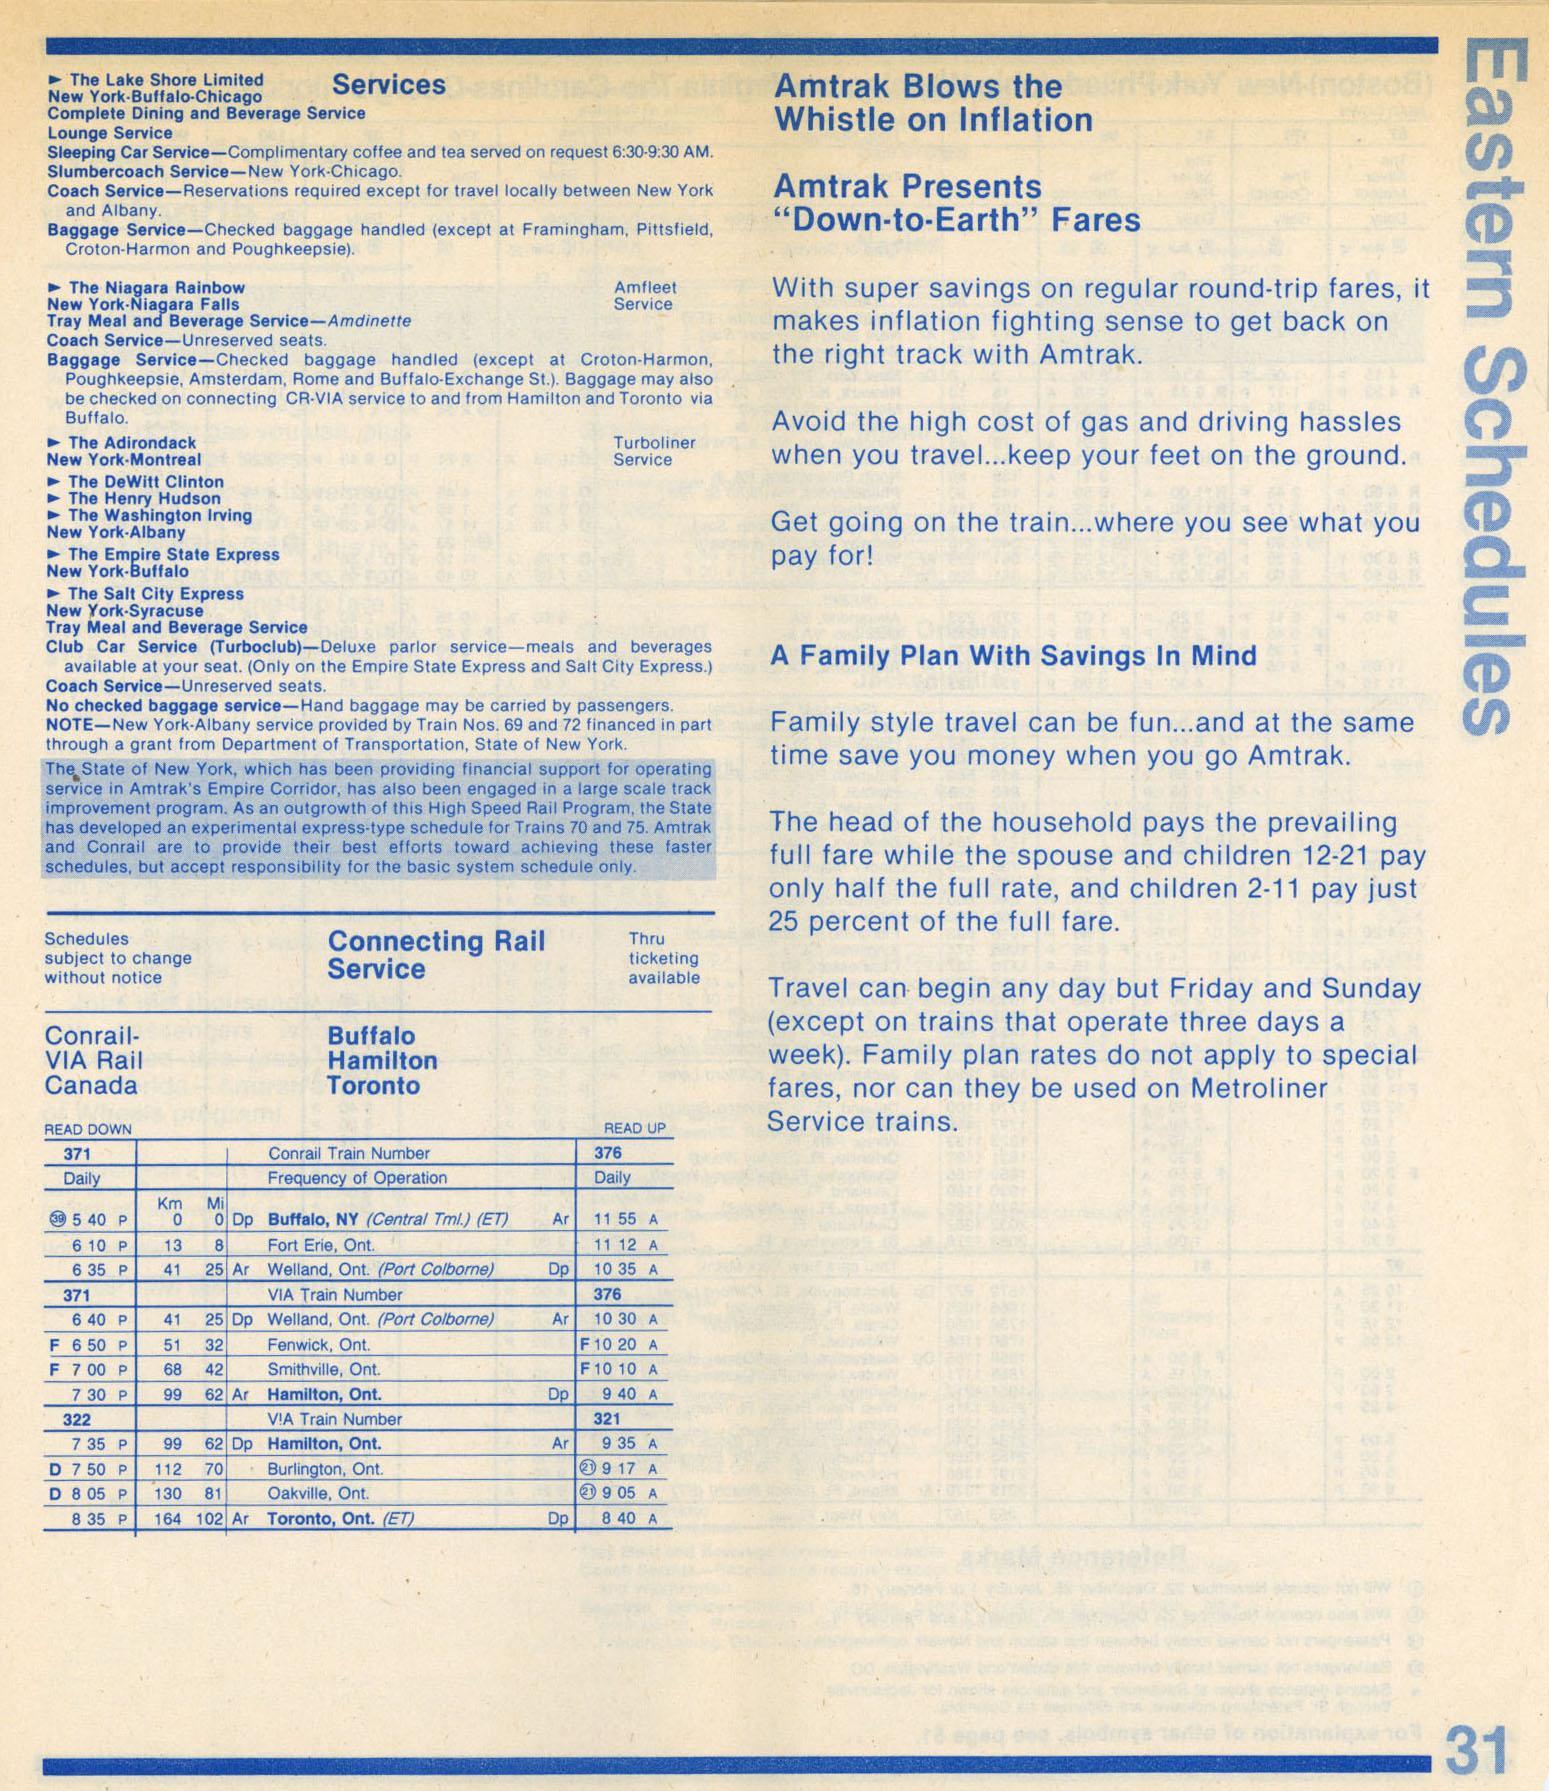 Eastern Schedules
► The Lake Shore Limited
Services
New York-Buffalo-Chicago
Complete Dining and Beverage Service
Lounge Service
Sleeping Car Service—Complimentary coffee and tea served on request 6:30-9:30 AM.
Slumbercoach Service—New York-Chicago.
Coach Service—Reservations required except for travel locally between New York
and Albany.
Baggage Service—Checked baggage handled (except at Framingham, Pittsfield,
Croton-Harmon and Poughkeepsie).
► The Niagara Rainbow
Amfleet
New York-Niagara Falls
Service
Tray Meal and Beverage Service—Amdinette
Coach Service—Unreserved seats.
Baggage Service—Checked baggage handled (except at Croton-Harmon,
Poughkeepsie, Amsterdam, Rome and Buffalo-Exchange St.). Baggage may also
be checked on connecting CR-VIA service to and from Hamilton and Toronto via
Buffalo.
► The Adirondack
Turboliner
New York-Montreal
Service
► The DeWitt Clinton
► The Henry Hudson
► The Washington Irving
New York-Albany
► The Empire State Express
New York-Buffalo
► The Salt City Express
New York-Syracuse
Tray Meal and Beverage Service
Club Car Service (Turboclub)—Deluxe parlor service—meals and beverages
available at your seat. (Only on the Empire State Express and Salt City Express.)
Coach Service—Unreserved seats.
No checked baggage service—Hand baggage may be carried by passengers.
NOTE—New York-Albany service provided by Train Nos. 69 and 72 financed in part
through a grant from Department of Transportation, State of New York.
The State of New York, which has been providing financial support for operating
service in Amtrak's Empire Corridor, has also been engaged in a large scale track
improvement program. As an outgrowth of this High Speed Rail Program, the State
has developed an experimental express-type schedule for Trains 70 and 75. Amtrak
and Conrail are to provide their best efforts toward achieving these faster
schedules, but accept responsibility for the basic system schedule only.
Schedules
subject to change
without notice
Connecting Rail
Service
Thru
ticketing
available
Conrail-
VIA Rail
Canada
Buffalo
Hamilton
Toronto
READ DOWN READ UP
371 Conrail Train Number 376
Daily Frequency of Operation Daily
Km Mi
㊴ 5 40 P 0 0 Dp Buffalo, NY (Central Tml.) (ET) Ar 11 55 A
6 10 P 13 8 Fort Erie, Ont. 11 12 A
6 35 P 41 25 Ar Welland, Ont. (Port Colborne) Dp 10 35 A
371 VIA Train Number 376
6 40 P 41 25 Dp Welland, Ont. (Port Colborne) Ar 10 30 A
F 6 50 P 51 32 Fenwick, Ont. F 10 20 A
F 7 00 P 68 42 Smithville, Ont. F 10 10 A
7 30 P 99 62 Ar Hamilton, Ont. Dp 9 40 A
322 VIA Train Number 321
7 35 P 99 62 Dp Hamilton, Ont. Ar 9 35 A
D 7 50 P 112 70 Burlington, Ont. ㉑ 9 17 A
D 8 05 P 130 81 Oakville, Ont. ㉑ 9 05 A
8 35 P 164 102 Ar Toronto, Ont. (ET) Dp 8 40 A
Amtrak Blows the
Whistle on Inflation
Amtrak Presents
“Down-to-Earth” Fares
With super savings on regular round-trip fares, it
makes inflation fighting sense to get back on
the right track with Amtrak.
Avoid the high cost of gas and driving hassles
when you travel...keep your feet on the ground.
Get going on the train...where you see what you
pay for!
A Family Plan With Savings In Mind
Family style travel can be fun...and at the same
time save you money when you go Amtrak.
The head of the household pays the prevailing
full fare while the spouse and children 12-21 pay
only half the full rate, and children 2-11 pay just
25 percent of the full fare.
Travel can begin any day but Friday and Sunday
(except on trains that operate three days a
week). Family plan rates do not apply to special
fares, nor can they be used on Metroliner
Service trains.
31